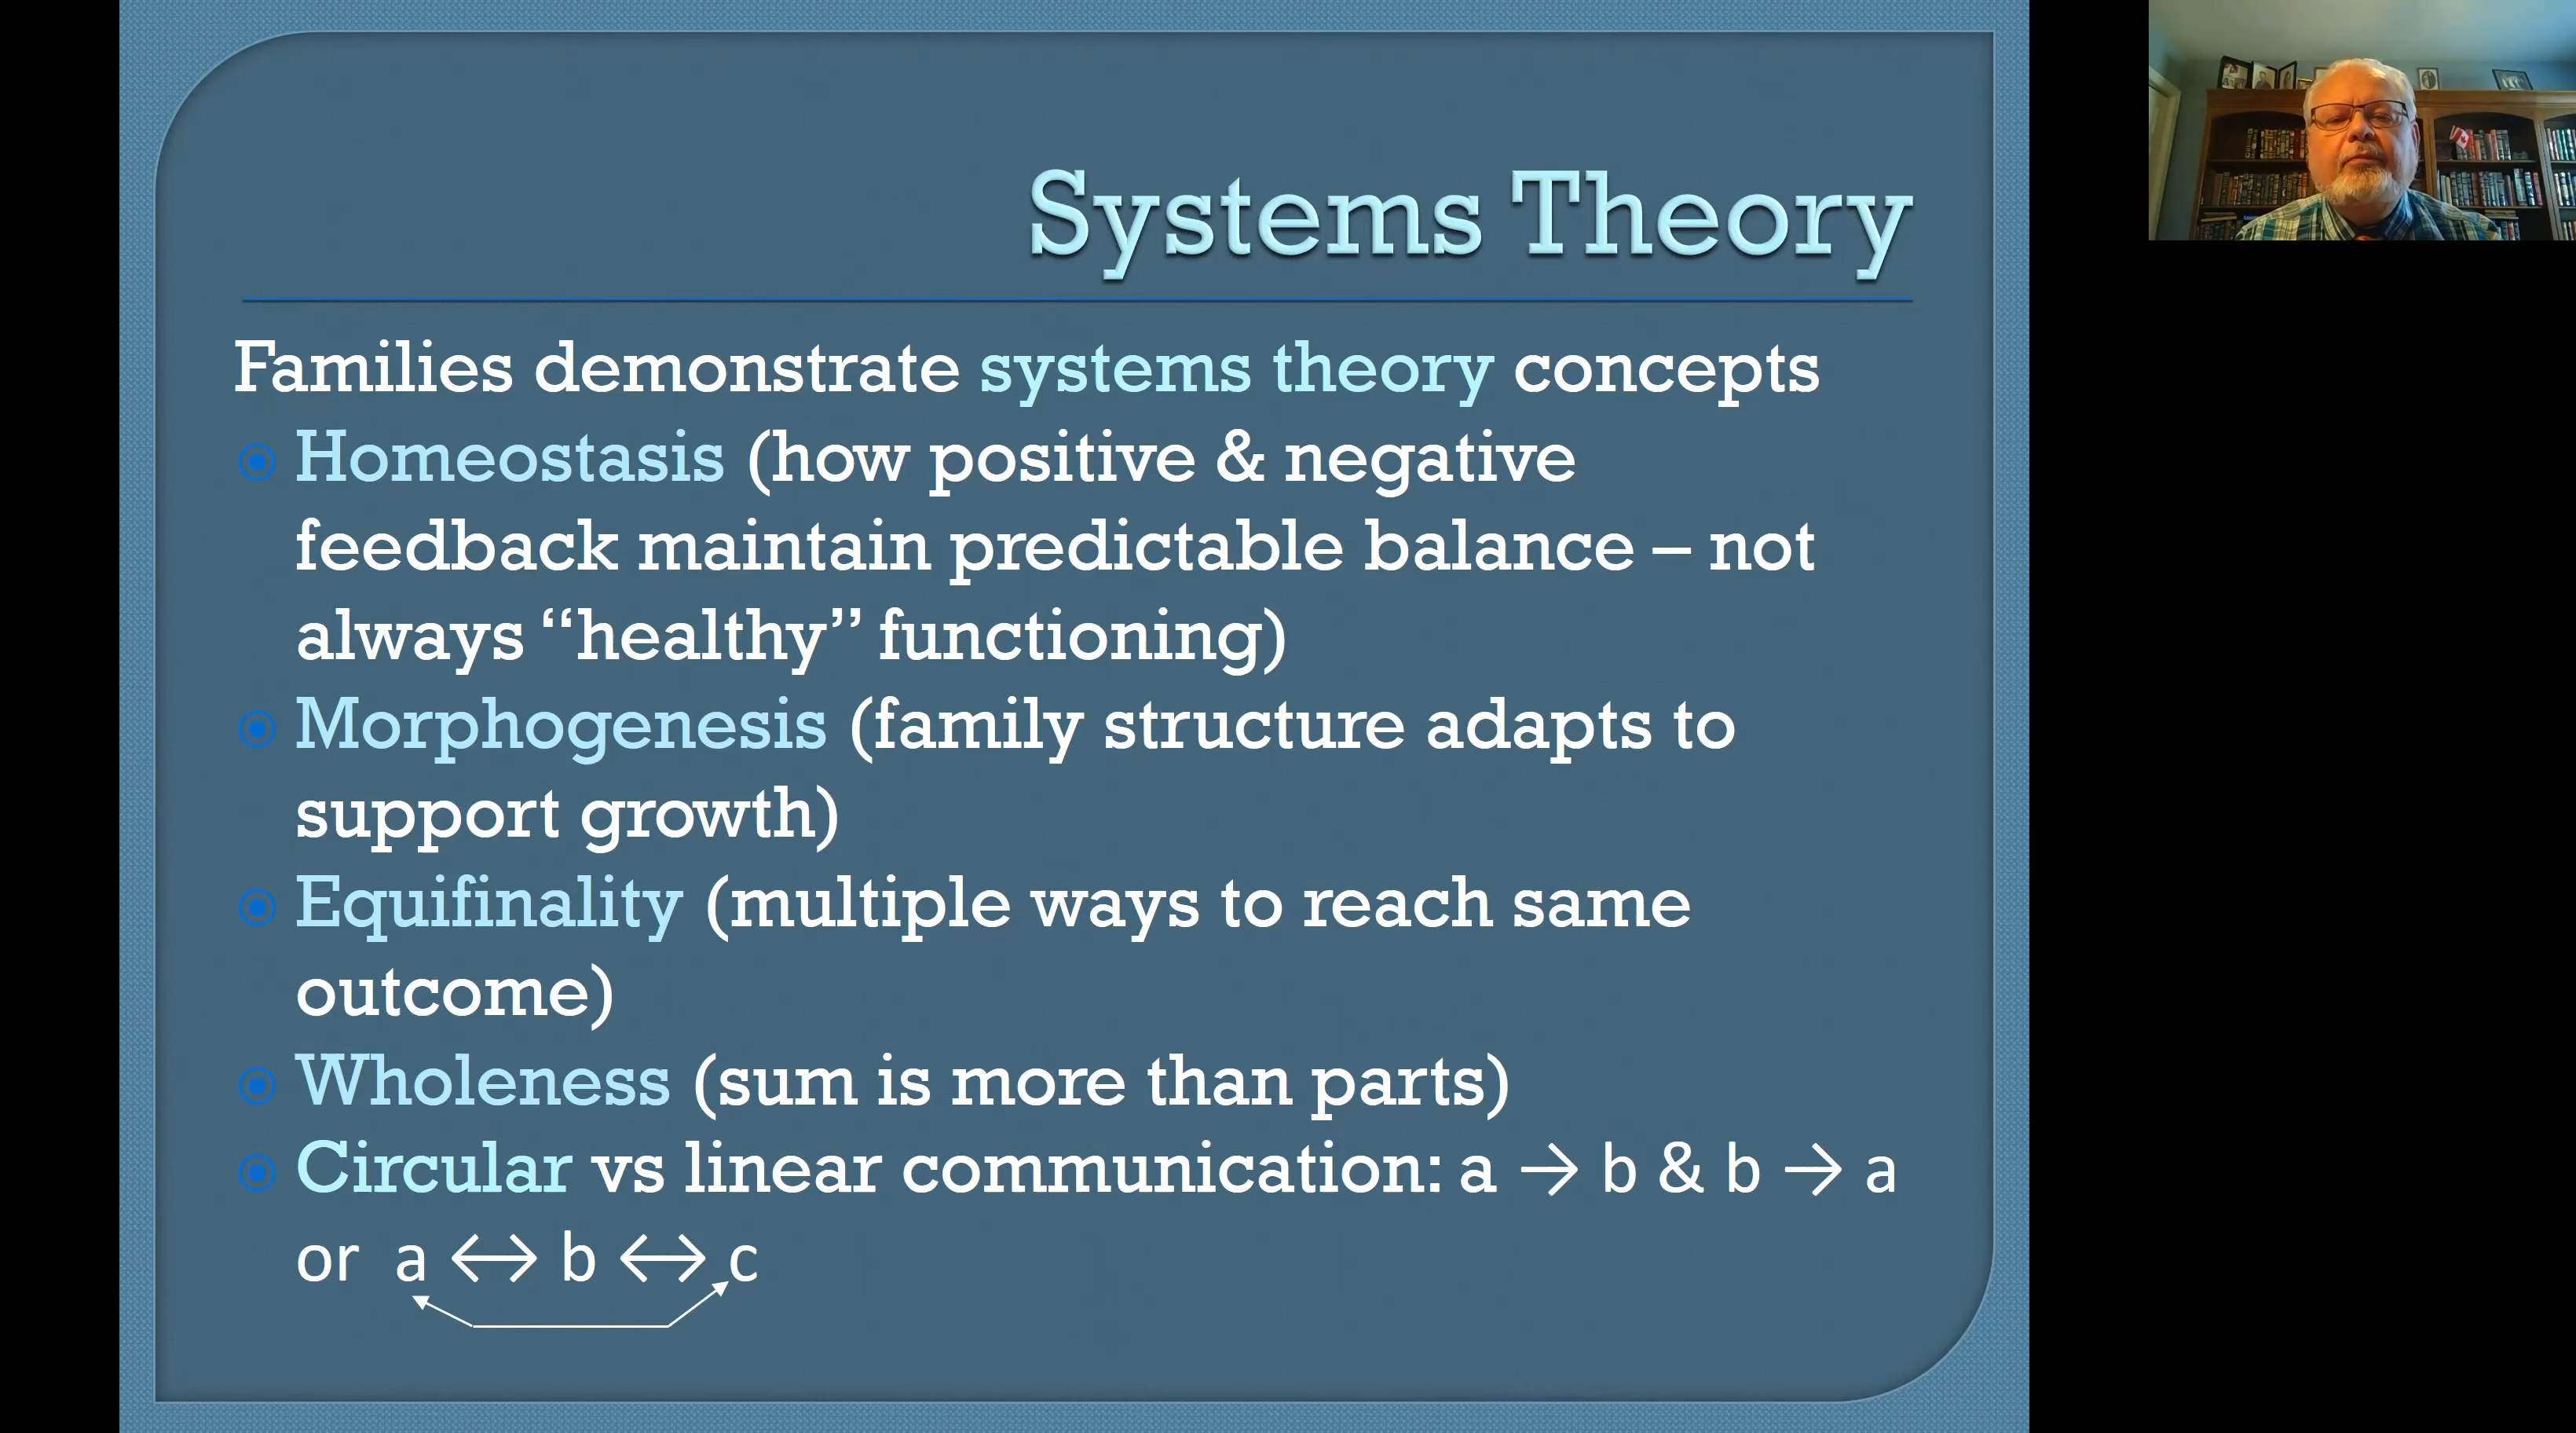 Systems Theory
Families demonstrate systems theory concepts
Homeostasis (how positive & negative
feedback maintain predictable balance – not
always “healthy” functioning)
Morphogenesis (family structure adapts to
support growth)
Equifinality (multiple ways to reach same
outcome)
Wholeness (sum is more than parts)
Circular vs linear communication: a → b & b → a
or a ↔ b ↔ c